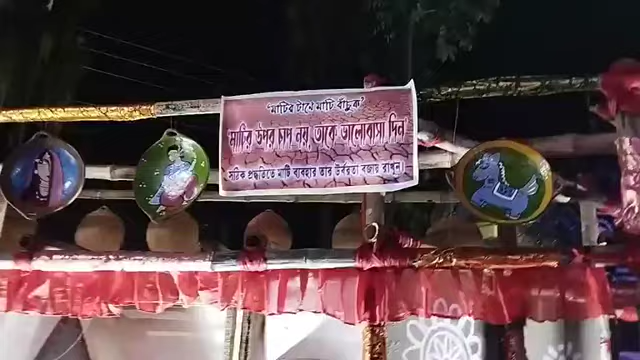 'মাটির টানে মাটি বাঁচুক'
'মাটির উপর চাপ নয়, তাকে ভালোবাসা দিন'
সঠিক পদ্ধতিতে মাটি ব্যবহার তার উর্বরতা বজায় রাখুন।